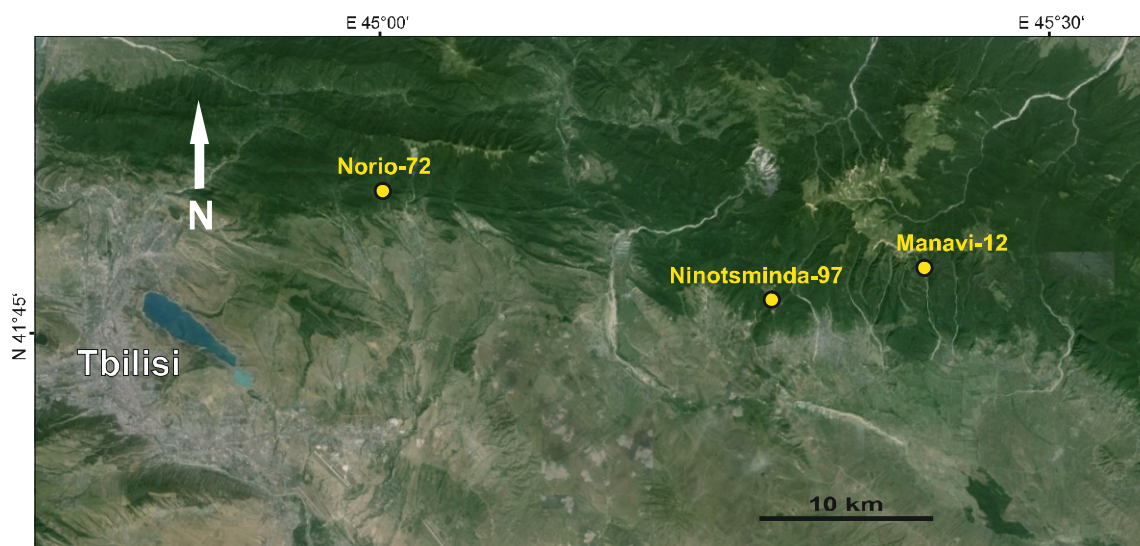 E 45°00‘
E 45°30‘
Norio-72
N
Manavi-12
Ninotsminda-97
N 41°45‘
Tbilisi
10 km